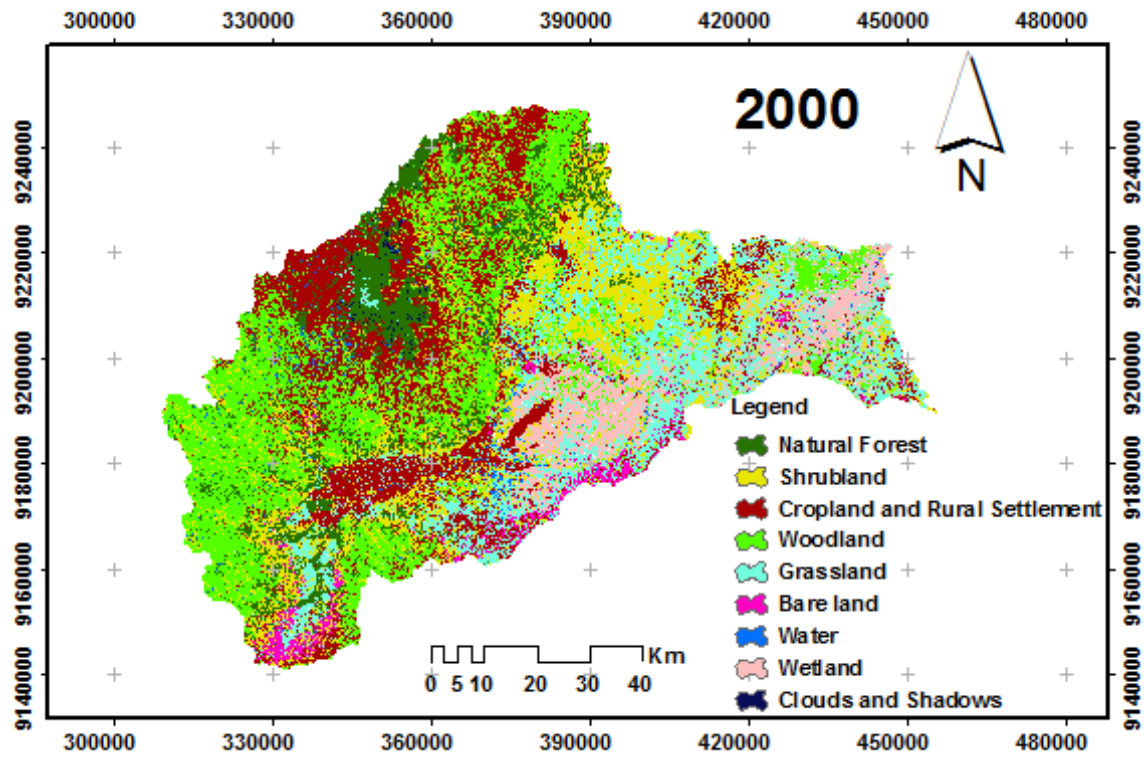 300000 330000 360000 390000 420000 450000 480000
2000
N
9240000 9240000
9220000 9220000
9200000 9200000
9180000 9180000
9160000 9160000
9140000 9140000
Legend
Natural Forest
Shrubland
Cropland and Rural Settlement
Woodland
Grassland
Bare land
Water
Wetland
Clouds and Shadows
Km
0 5 10 20 30 40
300000 330000 360000 390000 420000 450000 480000